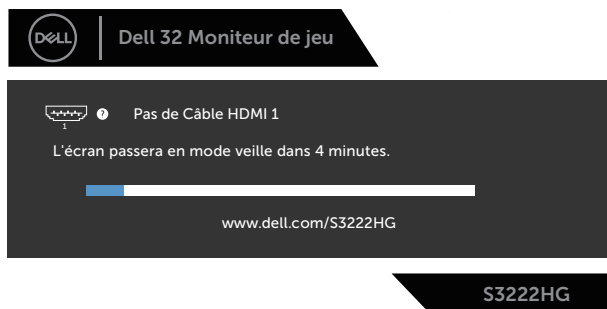 DELL
Dell 32 Moniteur de jeu
1 ? Pas de Câble HDMI 1
L'écran passera en mode veille dans 4 minutes.
www.dell.com/S3222HG
S3222HG